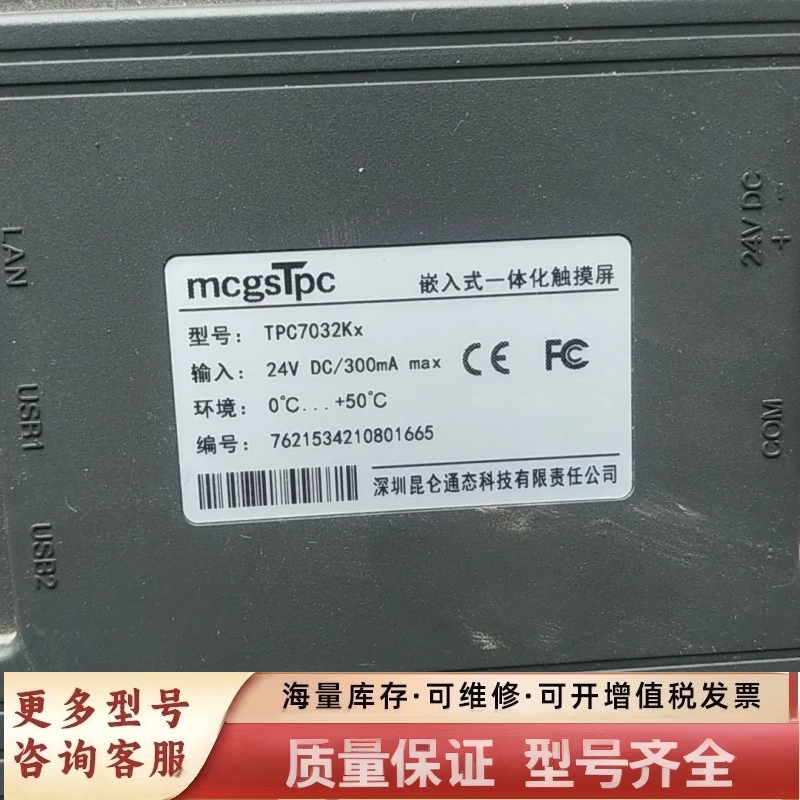 mcgsTpc 嵌入式一体化触摸屏
型号: TPC7032Kx
输入: 24V DC/300mA max CE FC
环境: 0℃...+50℃
编号: 7621534210801665
深圳昆仑通态科技有限责任公司
LAN
USB1
USB2
24V DC
+ -
COM
更多型号
咨询客服
海量库存·可维修·可开增值税发票
质量保证 型号齐全